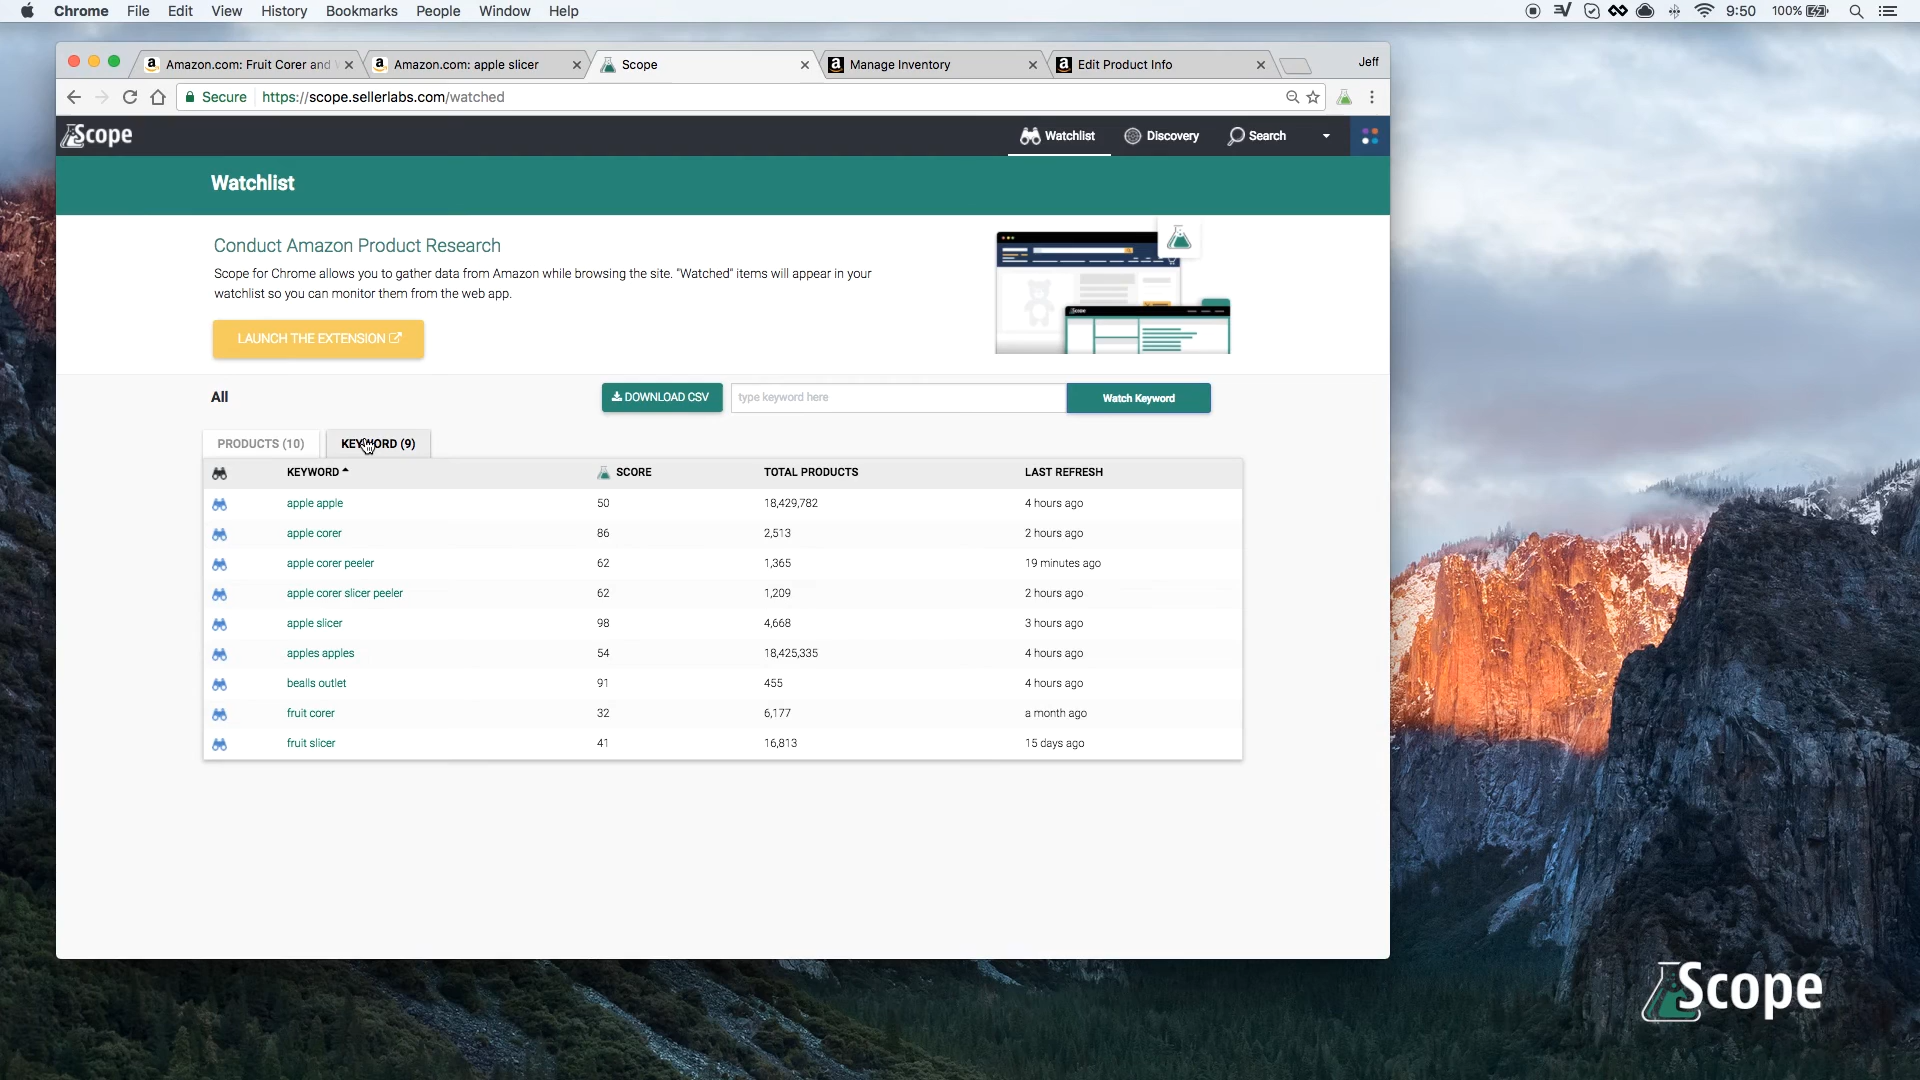 Chrome File Edit View History Bookmarks People Window Help 9:50 100%
Amazon.com: Fruit Corer and Amazon.com: apple slicer Scope Manage Inventory Edit Product Info Jeff
Secure https://scope.sellerlabs.com/watched
Scope Watchlist Discovery Search
Watchlist
Conduct Amazon Product Research
Scope for Chrome allows you to gather data from Amazon while browsing the site. "Watched" items will appear in your
watchlist so you can monitor them from the web app.
LAUNCH THE EXTENSION
All DOWNLOAD CSV type keyword here Watch Keyword
PRODUCTS (10) KEYWORD (9)
KEYWORD SCORE TOTAL PRODUCTS LAST REFRESH
apple apple 50 18,429,782 4 hours ago
apple corer 86 2,513 2 hours ago
apple corer peeler 62 1,365 19 minutes ago
apple corer slicer peeler 62 1,209 2 hours ago
apple slicer 98 4,668 3 hours ago
apples apples 54 18,425,335 4 hours ago
bealls outlet 91 455 4 hours ago
fruit corer 32 6,177 a month ago
fruit slicer 41 16,813 15 days ago
Scope